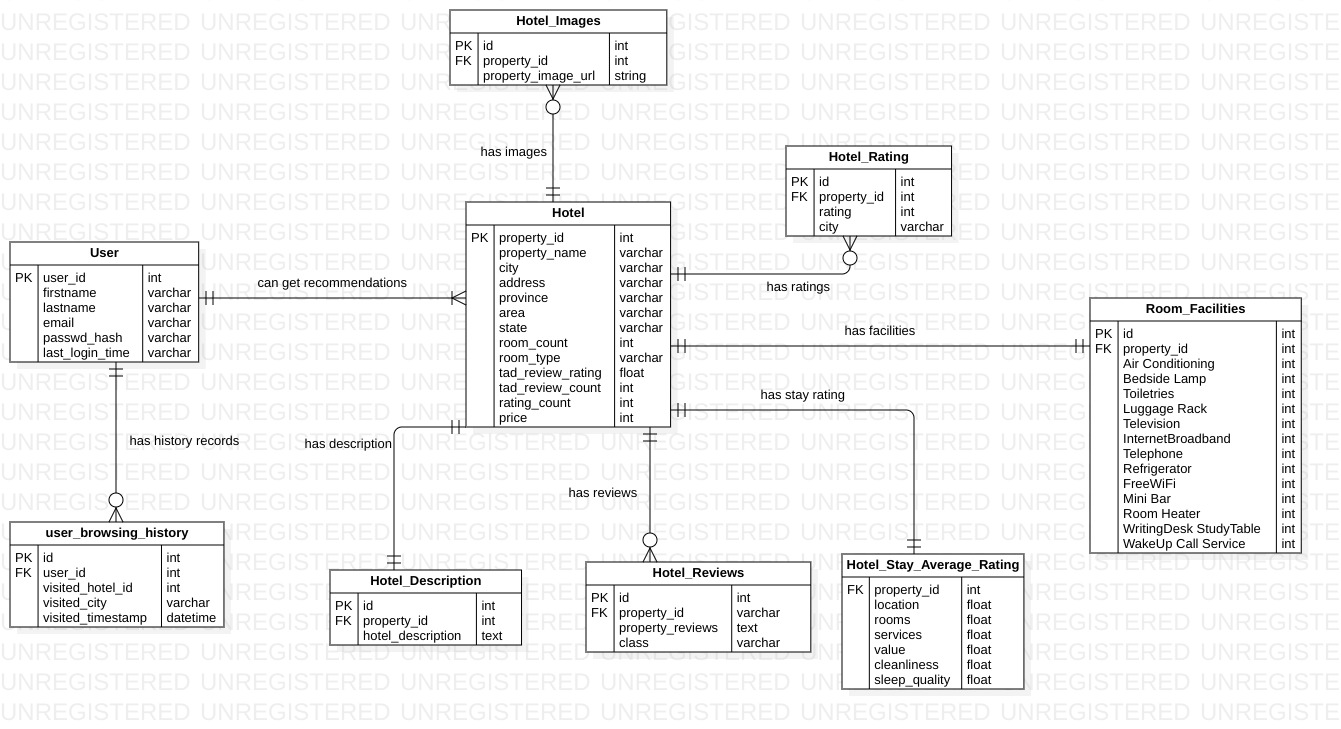 Hotel_Images
PK id int
FK property_id int
property_image_url string
has images
Hotel_Rating
PK id int
FK property_id int
rating int
city varchar
has ratings
Hotel
PK property_id int
property_name varchar
city varchar
address varchar
province varchar
area varchar
state varchar
room_count int
room_type varchar
tad_review_rating float
tad_review_count int
rating_count int
price int
User
PK user_id int
firstname varchar
lastname varchar
email varchar
passwd_hash varchar
last_login_time varchar
can get recommendations
has facilities
Room_Facilities
PK id int
FK property_id int
Air Conditioning int
Bedside Lamp int
Toiletries int
Luggage Rack int
Television int
InternetBroadband int
Telephone int
Refrigerator int
FreeWiFi int
Mini Bar int
Room Heater int
WritingDesk StudyTable int
WakeUp Call Service int
has stay rating
has history records
has description
has reviews
user_browsing_history
PK id int
FK user_id int
visited_hotel_id int
visited_city varchar
visited_timestamp datetime
Hotel_Description
PK id int
FK property_id int
hotel_description text
Hotel_Reviews
PK id int
FK property_id varchar
property_reviews text
class varchar
Hotel_Stay_Average_Rating
FK property_id int
location float
rooms float
services float
value float
cleanliness float
sleep_quality float
UNREGISTERED